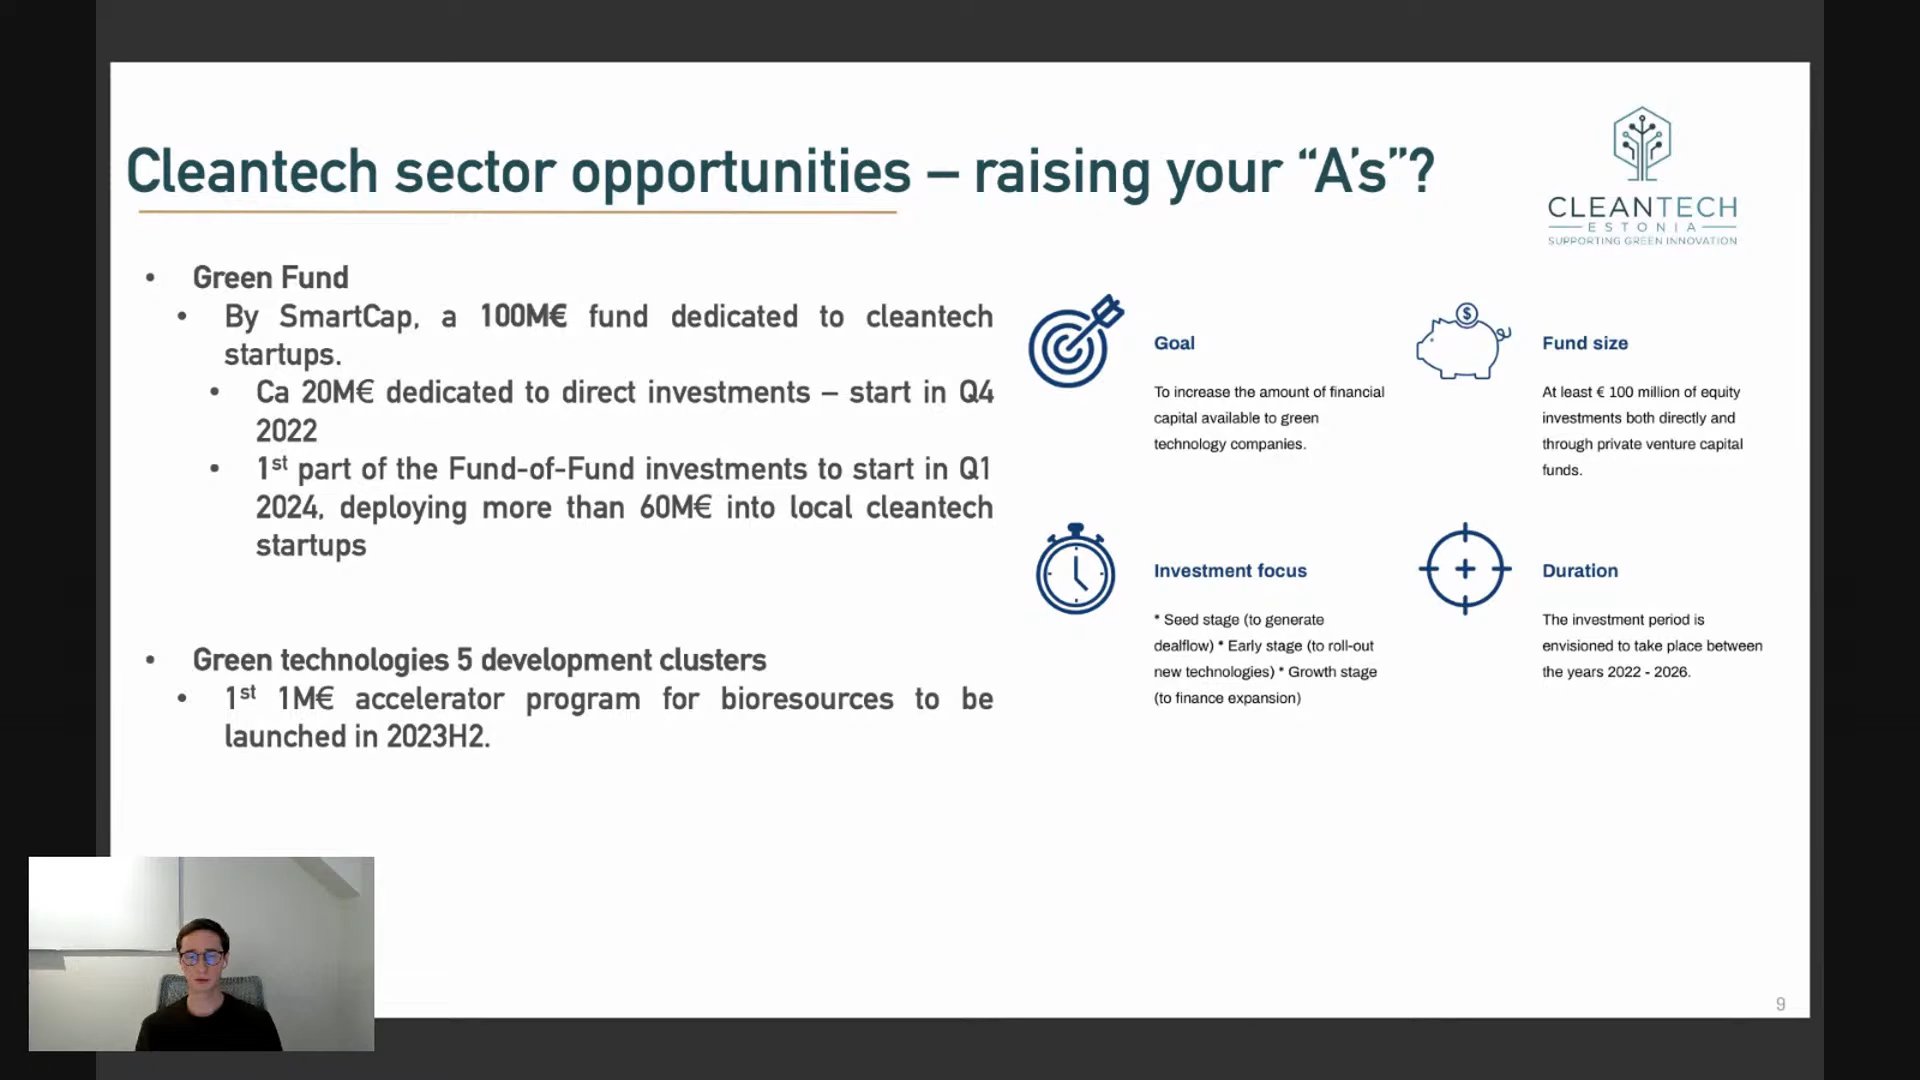 Cleantech sector opportunities – raising your “A’s”?
CLEANTECH
ESTONIA
SUPPORTING GREEN INNOVATION
• Green Fund
• By SmartCap, a 100M€ fund dedicated to cleantech
startups.
• Ca 20M€ dedicated to direct investments – start in Q4
2022
• 1st part of the Fund-of-Fund investments to start in Q1
2024, deploying more than 60M€ into local cleantech
startups
• Green technologies 5 development clusters
• 1st 1M€ accelerator program for bioresources to be
launched in 2023H2.
Goal
To increase the amount of financial
capital available to green
technology companies.
$
Fund size
At least € 100 million of equity
investments both directly and
through private venture capital
funds.
Investment focus
* Seed stage (to generate
dealflow) * Early stage (to roll-out
new technologies) * Growth stage
(to finance expansion)
Duration
The investment period is
envisioned to take place between
the years 2022 - 2026.
9